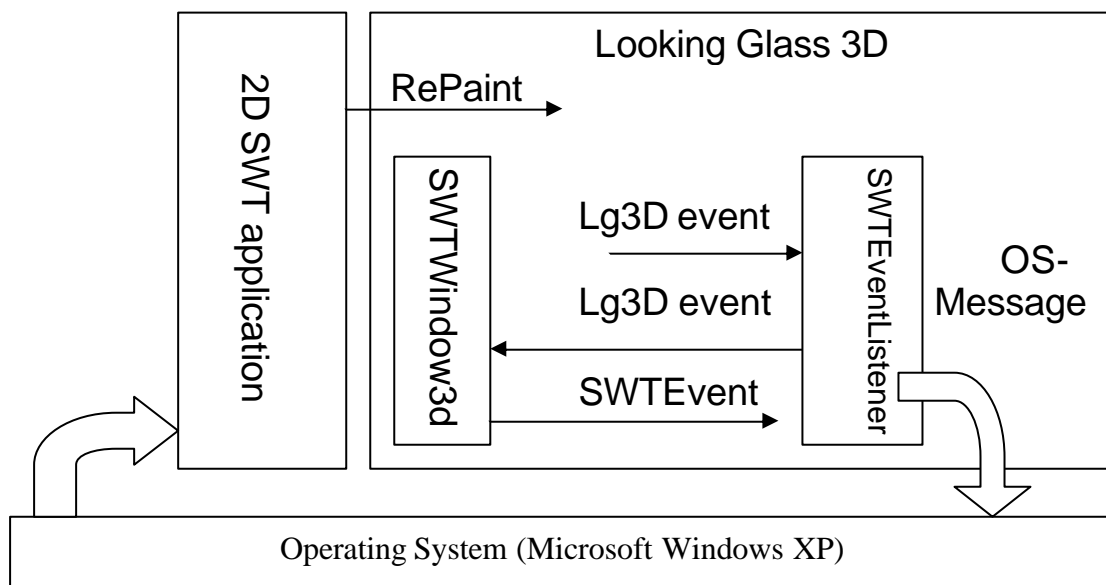 2D SWT application
Looking Glass 3D
RePaint
SWTWindow3d
Lg3D event
Lg3D event
SWTEvent
SWTEventListener
OS-
Message
Operating System (Microsoft Windows XP)